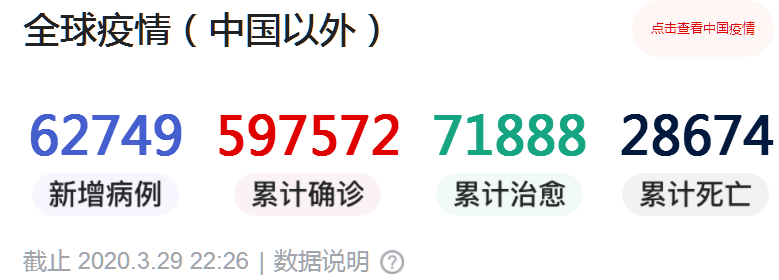 全球疫情（中国以外）
点击查看中国疫情
62749 597572 71888 28674
新增病例 累计确诊 累计治愈 累计死亡
截止 2020.3.29 22:26 | 数据说明 ?